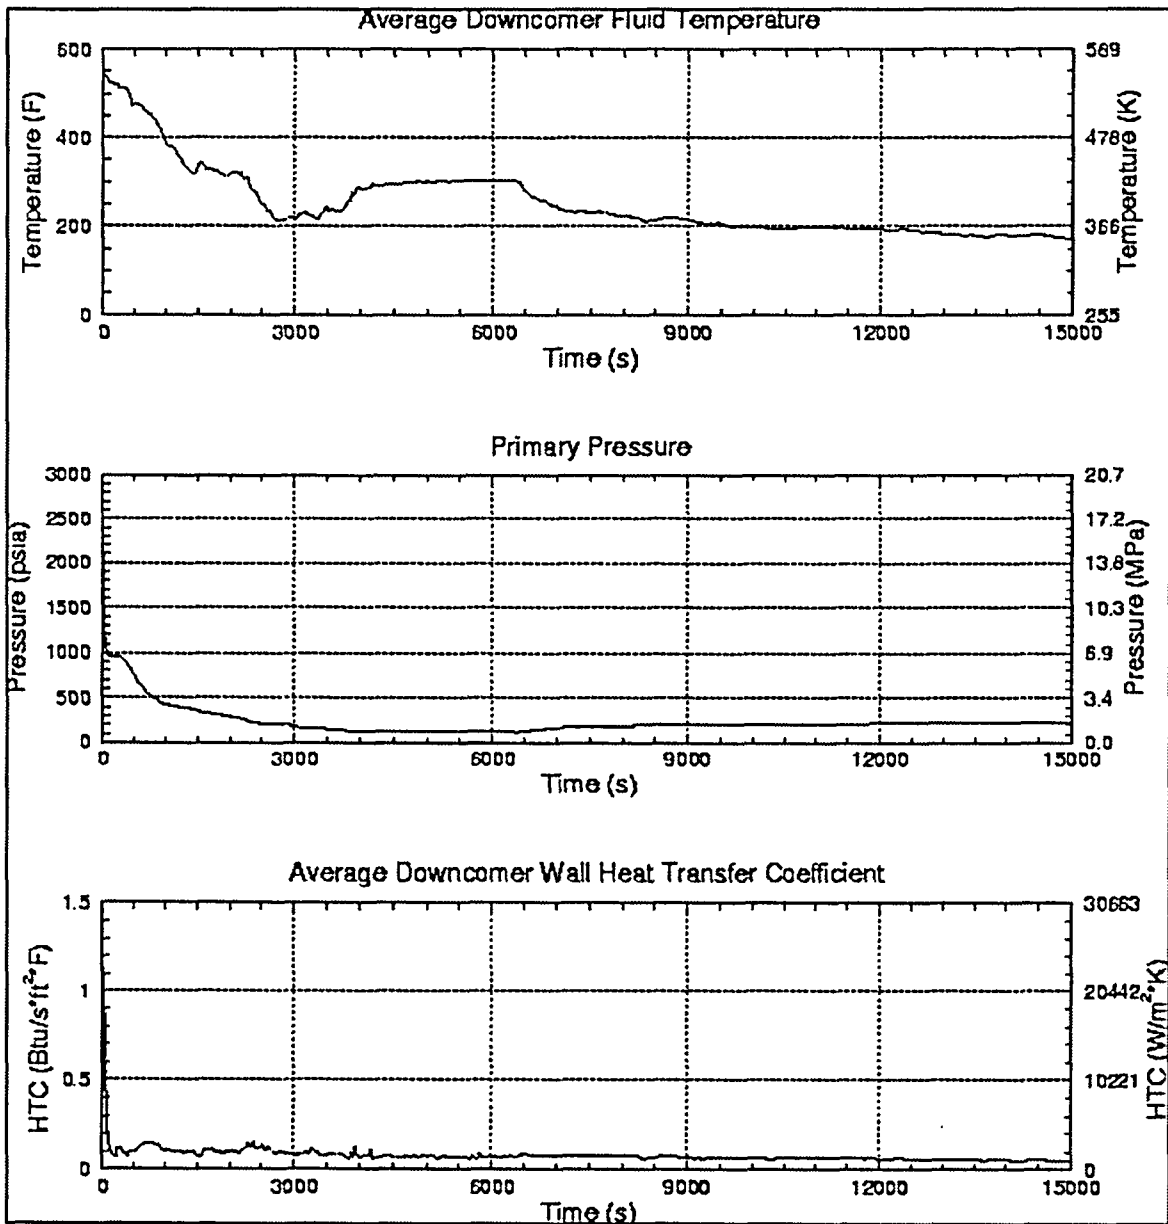 Average Downcomer Fluid Temperature
600 569
Temperature (F) Temperature (K)
400 478
200 366
0 255
0 3000 6000 9000 12000 15000
Time (s)
Primary Pressure
3000 20.7
2500 17.2
2000 13.8
Pressure (psia) Pressure (MPa)
1500 10.3
1000 6.9
500 3.4
0 0.0
0 3000 6000 9000 12000 15000
Time (s)
Average Downcomer Wall Heat Transfer Coefficient
1.5 30663
HTC (Btu/s*ft²*F) HTC (W/m²*K)
1 20442
0.5 10221
0 0
0 3000 6000 9000 12000 15000
Time (s)